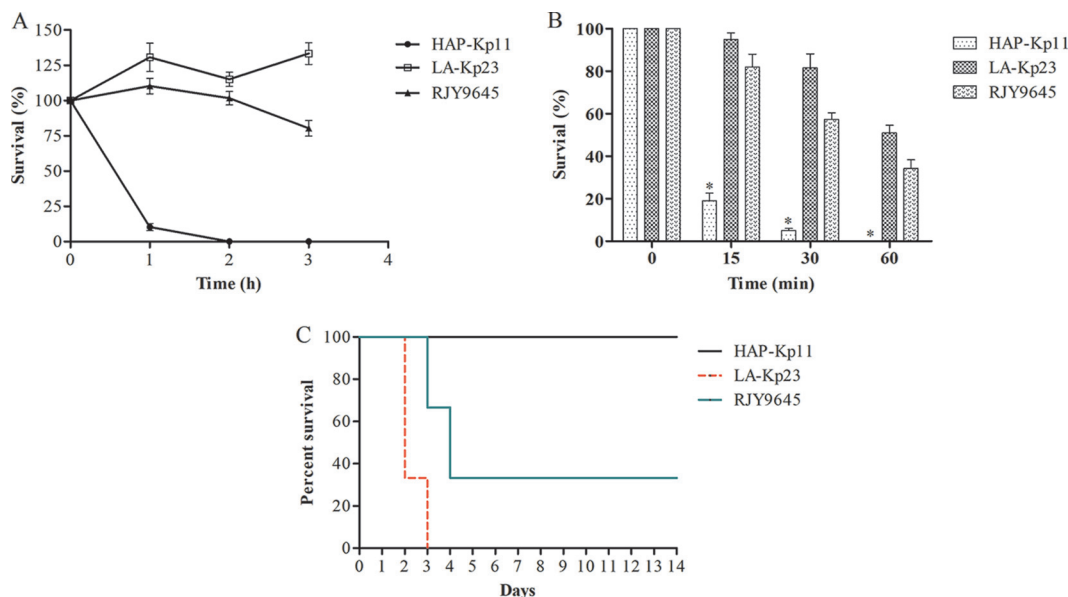 A
150
125
100
75
50
25
0
Survival (%)
0 1 2 3 4
Time (h)
HAP-Kp11
LA-Kp23
RJY9645
B
100
80
60
40
20
0
Survial (%)
* * *
0 15 30 60
Time (min)
HAP-Kp11
LA-Kp23
RJY9645
C
100
80
60
40
20
0
Percent survival
0 1 2 3 4 5 6 7 8 9 10 11 12 13 14
Days
HAP-Kp11
LA-Kp23
RJY9645